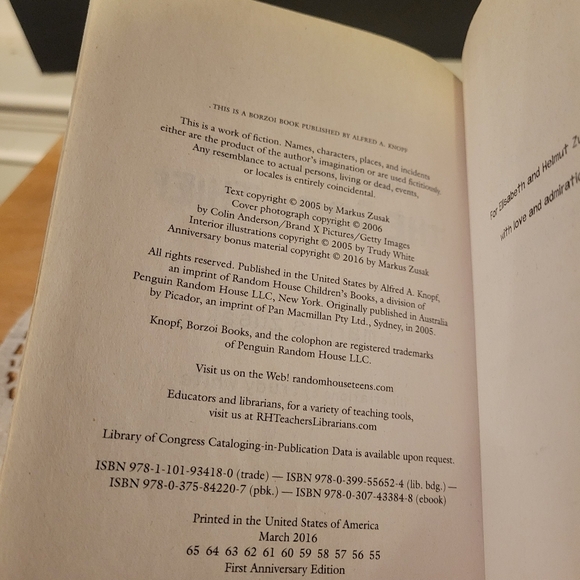 THIS IS A BORZOI BOOK PUBLISHED BY ALFRED A. KNOPF
This is a work of fiction. Names, characters, places, and incidents
either are the product of the author's imagination or are used fictitiously.
Any resemblance to actual persons, living or dead, events,
or locales is entirely coincidental.
Text copyright © 2005 by Markus Zusak
Cover photograph copyright © 2006
by Colin Anderson/Brand X Pictures/Getty Images
Interior illustrations copyright © 2005 by Trudy White
Anniversary bonus material copyright © 2016 by Markus Zusak
All rights reserved. Published in the United States by Alfred A. Knopf,
an imprint of Random House Children's Books, a division of
Penguin Random House LLC, New York. Originally published in Australia
by Picador, an imprint of Pan Macmillan Pty Ltd., Sydney, in 2005.
Knopf, Borzoi Books, and the colophon are registered trademarks
of Penguin Random House LLC.
Visit us on the Web! randomhouseteens.com
Educators and librarians, for a variety of teaching tools,
visit us at RHTeachersLibrarians.com
Library of Congress Cataloging-in-Publication Data is available upon request.
ISBN 978-1-101-93418-0 (trade) — ISBN 978-0-399-55652-4 (lib. bdg.) —
ISBN 978-0-375-84220-7 (pbk.) — ISBN 978-0-307-43384-8 (ebook)
Printed in the United States of America
March 2016
65 64 63 62 61 60 59 58 57 56 55
First Anniversary Edition
For Elisabeth and Helmut
with love and admiration